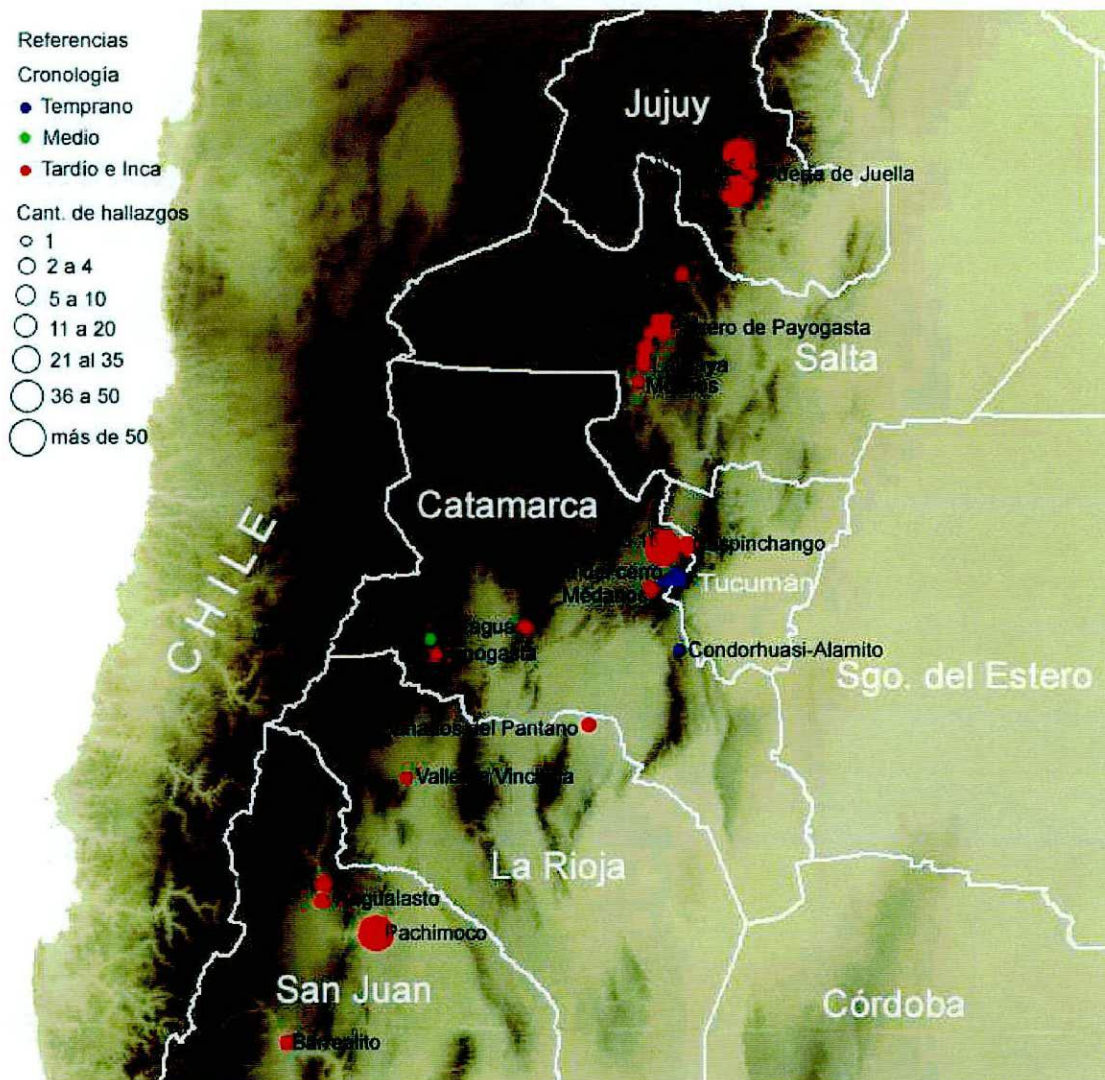 Referencias
Cronología
Temprano
Medio
Tardío e Inca
Cant. de hallazgos
1
2 a 4
5 a 10
11 a 20
21 al 35
36 a 50
más de 50
Jujuy
de Juella
de Payogasta
Salta
Catamarca
CHILE
Tucumán
Médanos
Condorhuasi-Alamito
Sgo. del Estero
del Pantano
La Rioja
Pachimoco
San Juan
Córdoba
Barrealito